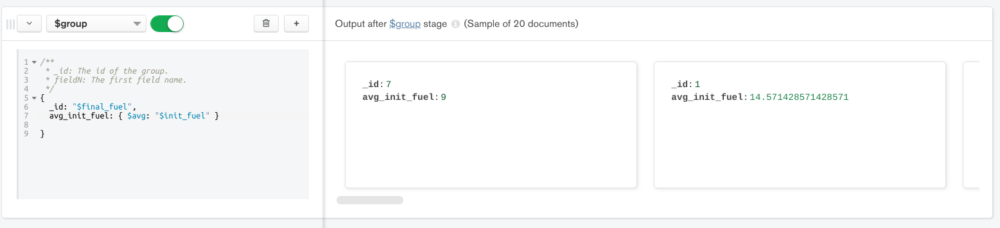 $group
+
Output after $group stage (Sample of 20 documents)
1 /**
2 * _id: The id of the group.
3 * fieldN: The first field name.
4 */
5 {
6 _id: "$final_fuel",
7 avg_init_fuel: { $avg: "$init_fuel" }
8
9 }
_id: 7
avg_init_fuel: 9
_id: 1
avg_init_fuel: 14.571428571428571